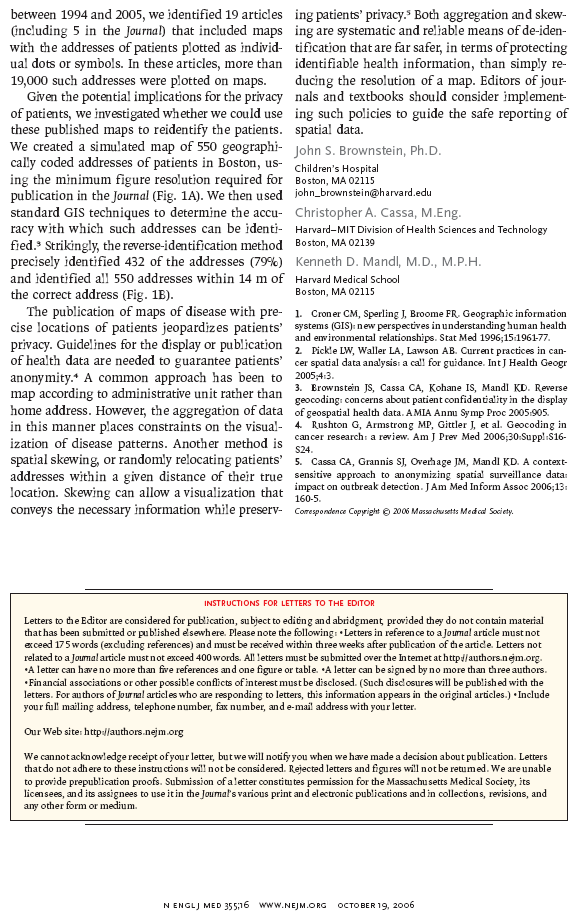 between 1994 and 2005, we identified 19 articles
(including 5 in the Journal) that included maps
with the addresses of patients plotted as individ-
ual dots or symbols. In these articles, more than
19,000 such addresses were plotted on maps.
Given the potential implications for the privacy
of patients, we investigated whether we could use
these published maps to reidentify the patients.
We created a simulated map of 550 geographi-
cally coded addresses of patients in Boston, us-
ing the minimum figure resolution required for
publication in the Journal (Fig. 1A). We then used
standard GIS techniques to determine the accu-
racy with which such addresses can be identi-
fied.³ Strikingly, the reverse-identification method
precisely identified 432 of the addresses (79%)
and identified all 550 addresses within 14 m of
the correct address (Fig. 1B).
The publication of maps of disease with pre-
cise locations of patients jeopardizes patients'
privacy. Guidelines for the display or publication
of health data are needed to guarantee patients'
anonymity.⁴ A common approach has been to
map according to administrative unit rather than
home address. However, the aggregation of data
in this manner places constraints on the visual-
ization of disease patterns. Another method is
spatial skewing, or randomly relocating patients'
addresses within a given distance of their true
location. Skewing can allow a visualization that
conveys the necessary information while preserv-
ing patients' privacy.⁵ Both aggregation and skew-
ing are systematic and reliable means of de-iden-
tification that are far safer, in terms of protecting
identifiable health information, than simply re-
ducing the resolution of a map. Editors of jour-
nals and textbooks should consider implement-
ing such policies to guide the safe reporting of
spatial data.
John S. Brownstein, Ph.D.
Children's Hospital
Boston, MA 02115
john_brownstein@harvard.edu
Christopher A. Cassa, M.Eng.
Harvard–MIT Division of Health Sciences and Technology
Boston, MA 02139
Kenneth D. Mandl, M.D., M.P.H.
Harvard Medical School
Boston, MA 02115
1. Croner CM, Sperling J, Broome FR. Geographic information
systems (GIS): new perspectives in understanding human health
and environmental relationships. Stat Med 1996;15:1961-77.
2. Pickle LW, Waller LA, Lawson AB. Current practices in can-
cer spatial data analysis: a call for guidance. Int J Health Geogr
2005;4:3.
3. Brownstein JS, Cassa CA, Kohane IS, Mandl KD. Reverse
geocoding: concerns about patient confidentiality in the display
of geospatial health data. AMIA Annu Symp Proc 2005:905.
4. Rushton G, Armstrong MP, Gittler J, et al. Geocoding in
cancer research: a review. Am J Prev Med 2006;30:Suppl:S16-
S24.
5. Cassa CA, Grannis SJ, Overhage JM, Mandl KD. A context-
sensitive approach to anonymizing spatial surveillance data:
impact on outbreak detection. J Am Med Inform Assoc 2006;13:
160-5.
Correspondence Copyright © 2006 Massachusetts Medical Society.
INSTRUCTIONS FOR LETTERS TO THE EDITOR
Letters to the Editor are considered for publication, subject to editing and abridgment, provided they do not contain material
that has been submitted or published elsewhere. Please note the following: •Letters in reference to a Journal article must not
exceed 175 words (excluding references) and must be received within three weeks after publication of the article. Letters not
related to a Journal article must not exceed 400 words. All letters must be submitted over the Internet at http://authors.nejm.org.
•A letter can have no more than five references and one figure or table. •A letter can be signed by no more than three authors.
•Financial associations or other possible conflicts of interest must be disclosed. (Such disclosures will be published with the
letters. For authors of Journal articles who are responding to letters, this information appears in the original articles.) •Include
your full mailing address, telephone number, fax number, and e-mail address with your letter.
Our Web site: http://authors.nejm.org
We cannot acknowledge receipt of your letter, but we will notify you when we have made a decision about publication. Letters
that do not adhere to these instructions will not be considered. Rejected letters and figures will not be returned. We are unable
to provide prepublication proofs. Submission of a letter constitutes permission for the Massachusetts Medical Society, its
licensees, and its assignees to use it in the Journal's various print and electronic publications and in collections, revisions, and
any other form or medium.
N ENGL J MED 355;16 WWW.NEJM.ORG OCTOBER 19, 2006